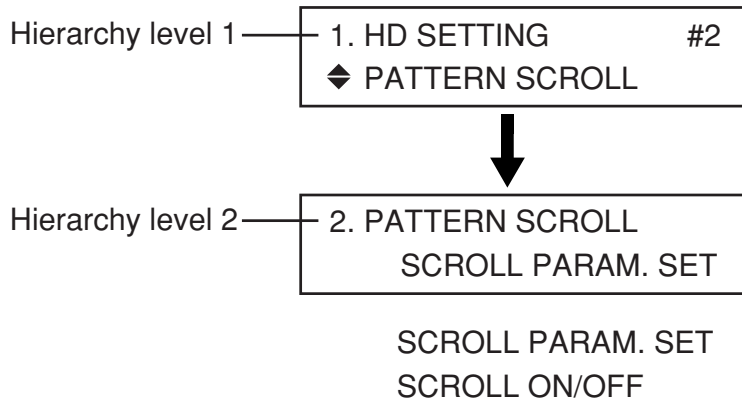 Hierarchy level 1 1. HD SETTING #2
PATTERN SCROLL
Hierarchy level 2 2. PATTERN SCROLL
SCROLL PARAM. SET
SCROLL PARAM. SET
SCROLL ON/OFF